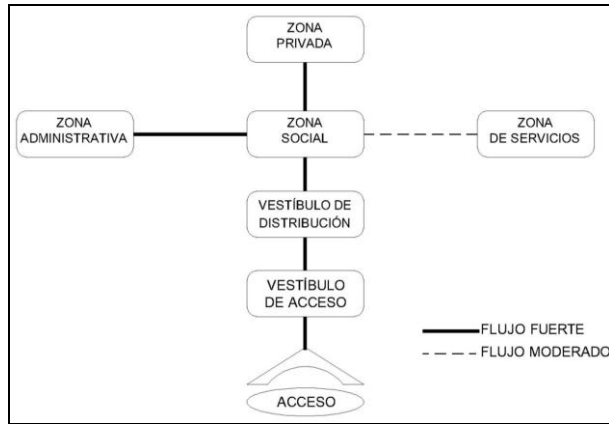 ZONA
PRIVADA
ZONA
ADMINISTRATIVA
ZONA
SOCIAL
ZONA
DE SERVICIOS
VESTÍBULO DE
DISTRIBUCIÓN
VESTÍBULO
DE ACCESO
FLUJO FUERTE
FLUJO MODERADO
ACCESO